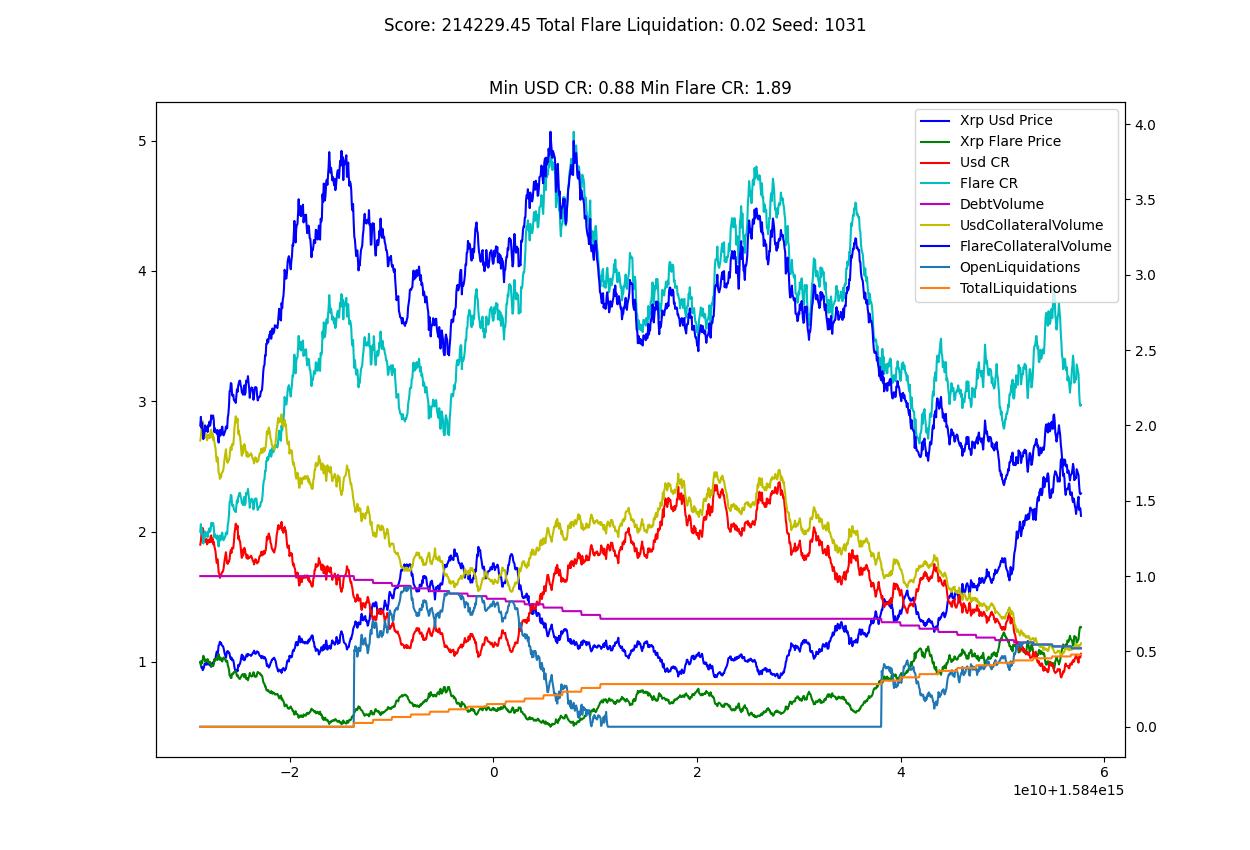 Score: 214229.45 Total Flare Liquidation: 0.02 Seed: 1031
Min USD CR: 0.88 Min Flare CR: 1.89
Xrp Usd Price
Xrp Flare Price
Usd CR
Flare CR
DebtVolume
UsdCollateralVolume
FlareCollateralVolume
OpenLiquidations
TotalLiquidations
5
4
3
2
1
4.0
3.5
3.0
2.5
2.0
1.5
1.0
0.5
0.0
−2 0 2 4 6
1e10+1.584e15